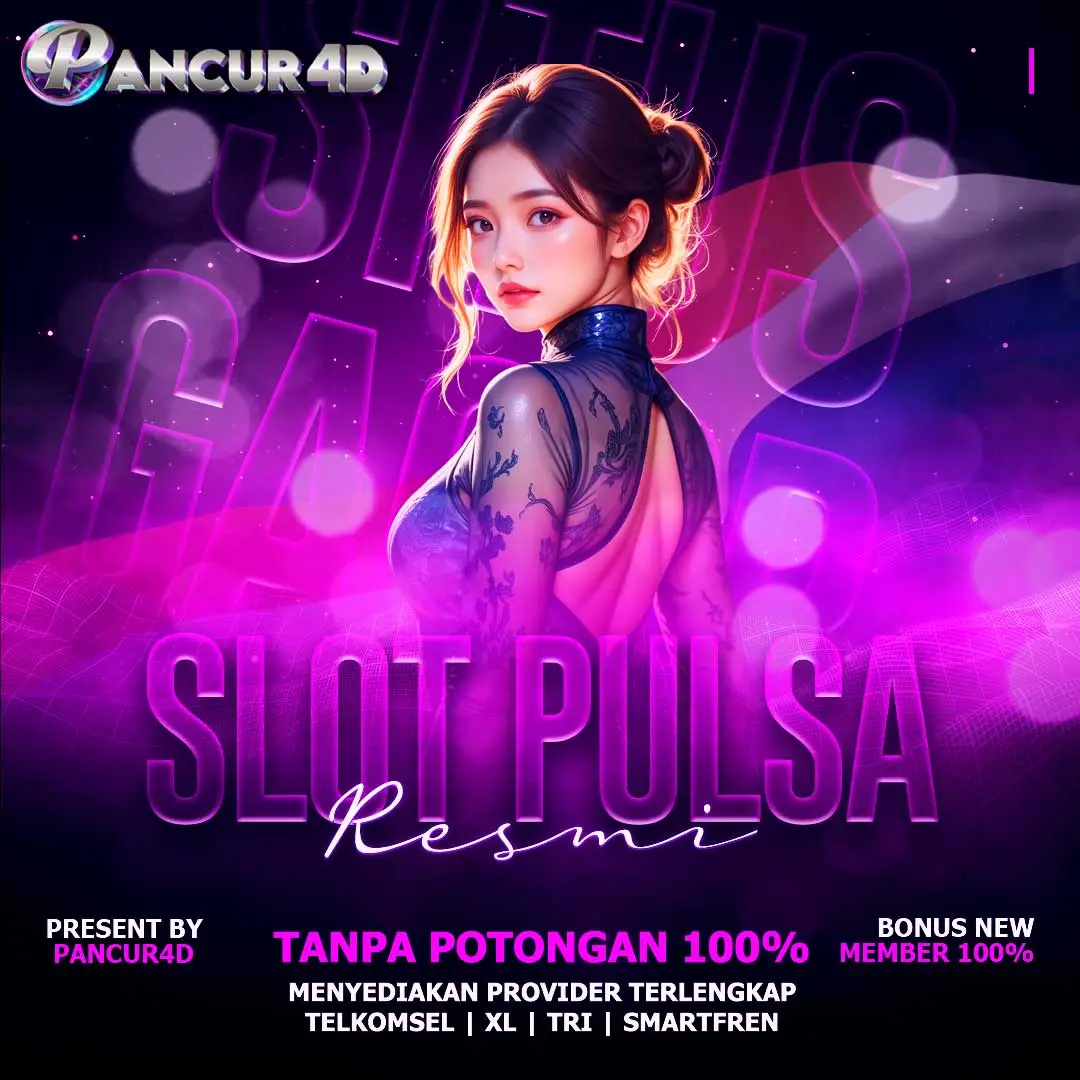 PANCUR4D
SITUS
SLOT PULSA
Resmi
PRESENT BY
PANCUR4D
TANPA POTONGAN 100%
MENYEDIAKAN PROVIDER TERLENGKAP
TELKOMSEL | XL | TRI | SMARTFREN
BONUS NEW
MEMBER 100%